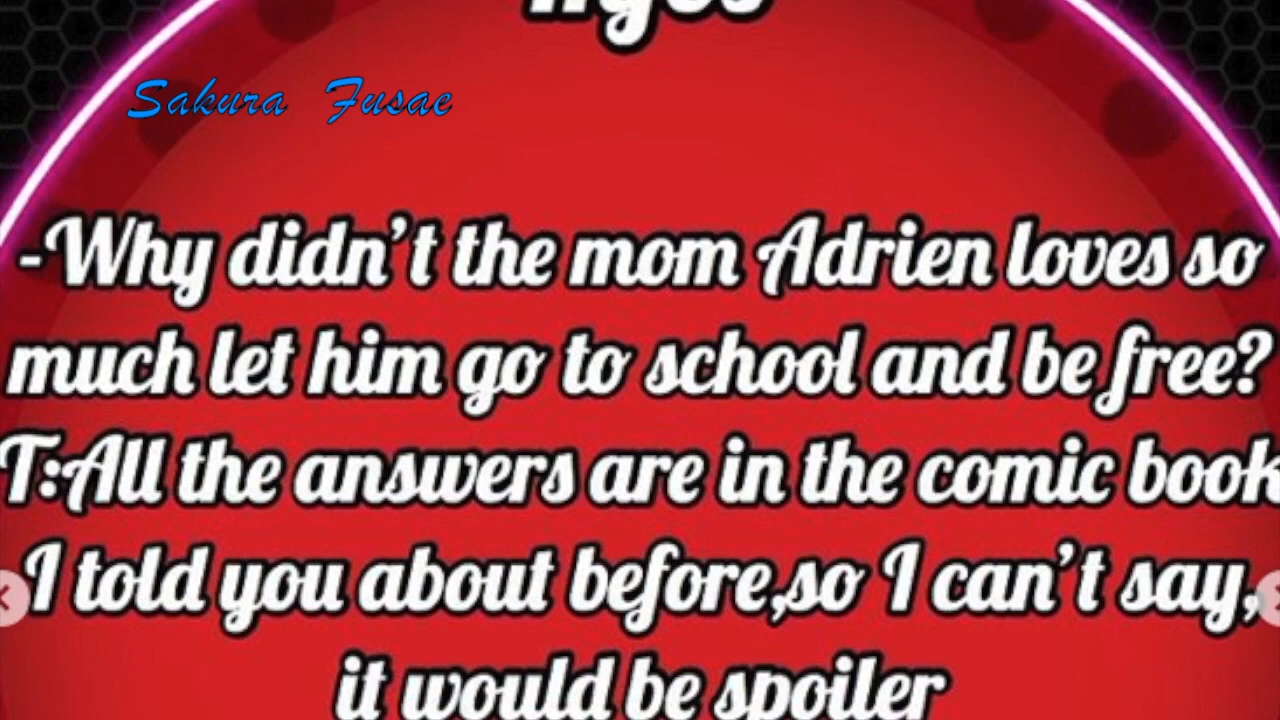 Sakura Fusae
-Why didn't the mom Adrien loves so
much let him go to school and be free?
T:All the answers are in the comic book
I told you about before,so I can't say,
it would be spoiler